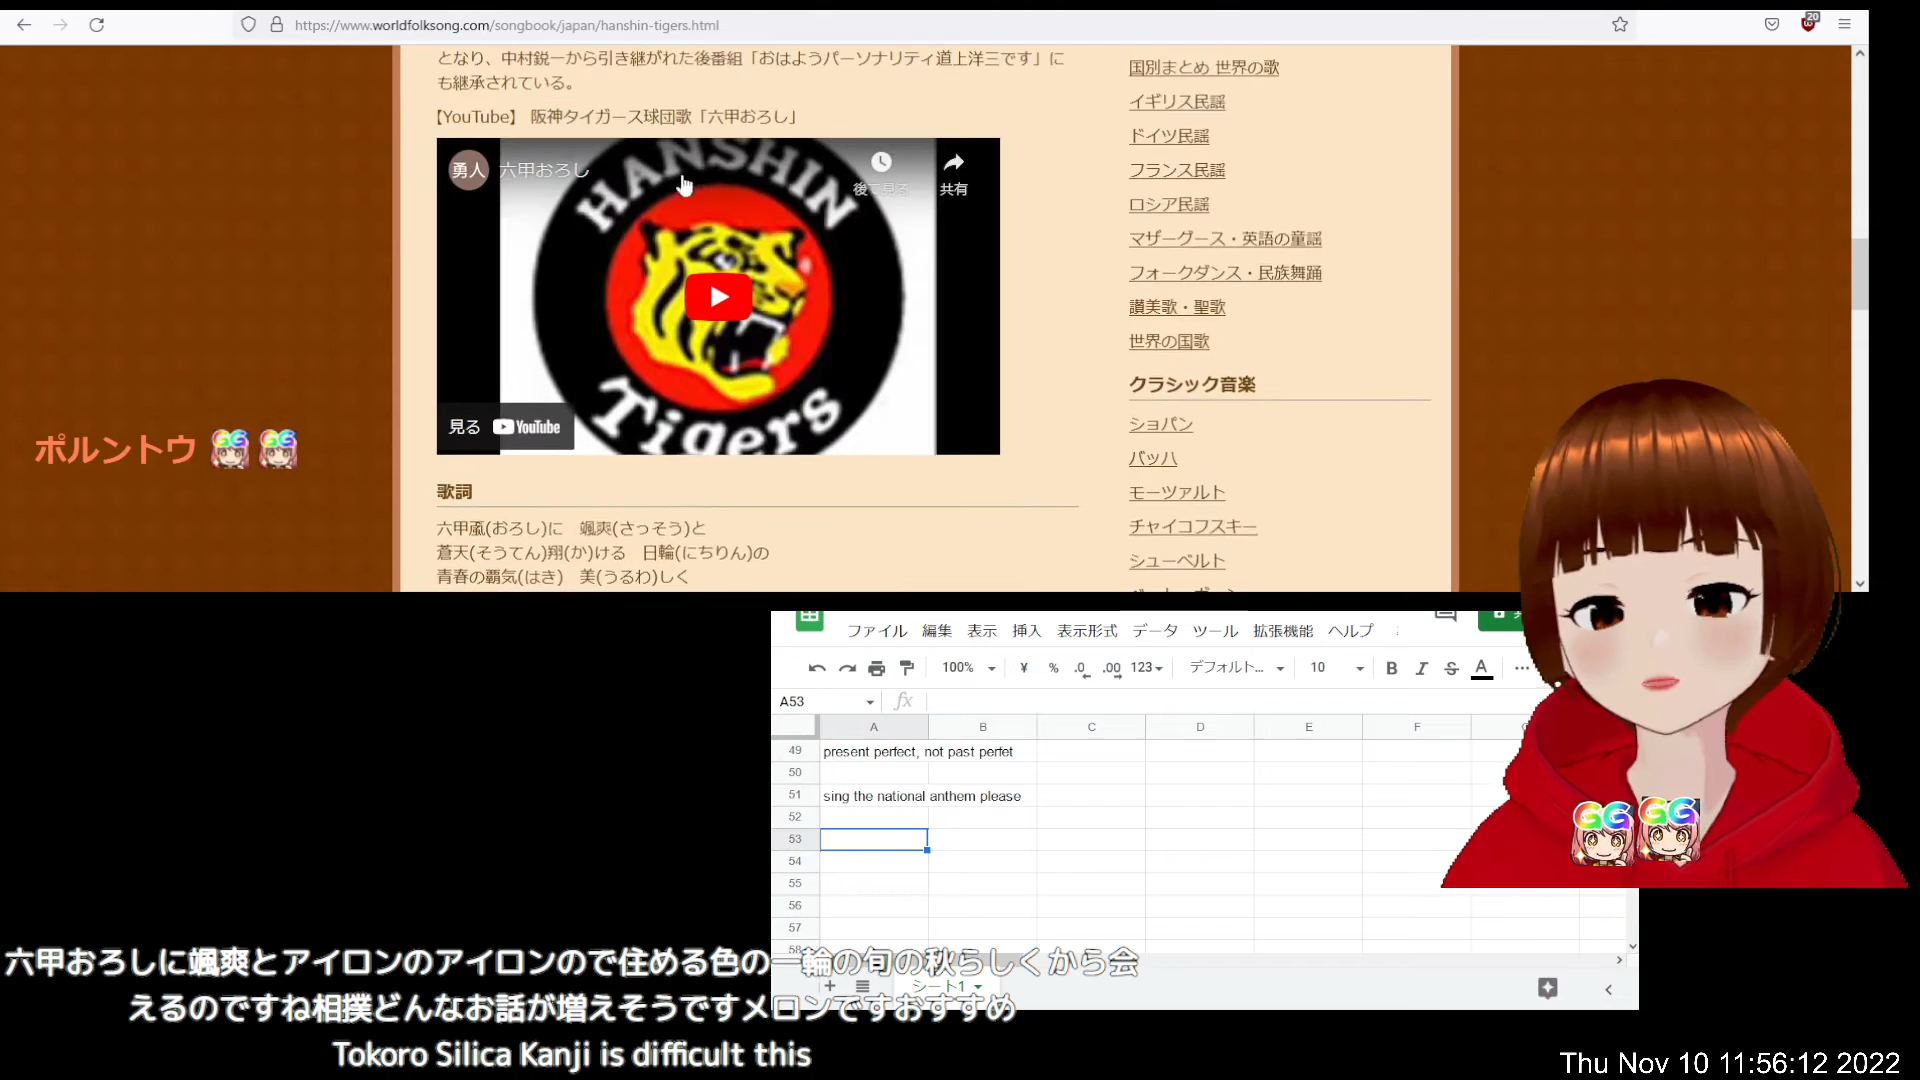 https://www.worldfolksong.com/songbook/japan/hanshin-tigers.html
20
となり、中村鋭一から引き継がれた後番組「おはようパーソナリティ道上洋三です」に
も継承されている。
【YouTube】 阪神タイガース球団歌「六甲おろし」
勇人 六甲おろし
後で見る 共有
HANSHIN
Tigers
見る YouTube
歌詞
六甲颪(おろし)に 颯爽(さっそう)と
蒼天(そうてん)翔(か)ける 日輪(にちりん)の
青春の覇気(はき) 美(うるわ)しく
国別まとめ 世界の歌
イギリス民謡
ドイツ民謡
フランス民謡
ロシア民謡
マザーグース・英語の童謡
フォークダンス・民族舞踊
讃美歌・聖歌
世界の国歌
クラシック音楽
ショパン
バッハ
モーツァルト
チャイコフスキー
シューベルト
ポルントウ GG GG
ファイル 編集 表示 挿入 表示形式 データ ツール 拡張機能 ヘルプ
100% ¥ % .0 .00 123 デフォルト... 10 B I S A ...
A53 fx
A B C D E F
49 present perfect, not past perfet
50
51 sing the national anthem please
52
53
54
55
56
57
58
シート1
GG GG
六甲おろしに颯爽とアイロンのアイロンので住める色の一輪の旬の秋らしくから会
えるのですね相撲どんなお話が増えそうですメロンですおすすめ
Tokoro Silica Kanji is difficult this
Thu Nov 10 11:56:12 2022